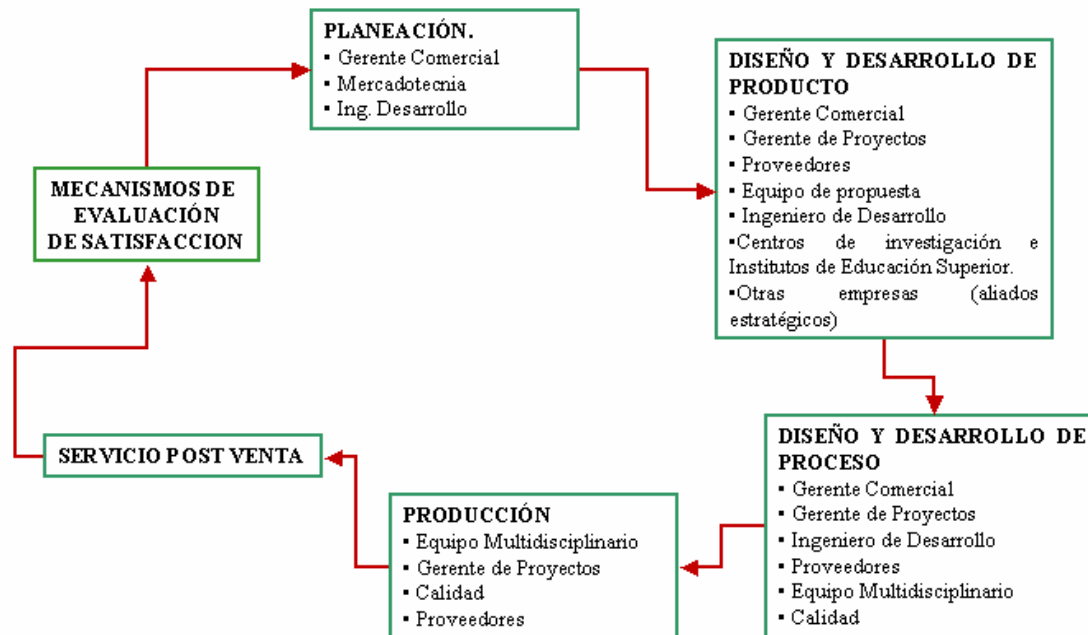 PLANEACIÓN.
▪ Gerente Comercial
▪ Mercadotecnia
▪ Ing. Desarrollo
DISEÑO Y DESARROLLO DE
PRODUCTO
▪ Gerente Comercial
▪ Gerente de Proyectos
▪ Proveedores
▪ Equipo de propuesta
▪ Ingeniero de Desarrollo
▪Centros de investigación e
Institutos de Educación Superior.
▪Otras empresas (aliados
estratégicos)
DISEÑO Y DESARROLLO DE
PROCESO
▪ Gerente Comercial
▪ Gerente de Proyectos
▪ Ingeniero de Desarrollo
▪ Proveedores
▪ Equipo Multidisciplinario
▪ Calidad
PRODUCCIÓN
▪ Equipo Multidisciplinario
▪ Gerente de Proyectos
▪ Calidad
▪ Proveedores
SERVICIO POST VENTA
MECANISMOS DE
EVALUACIÓN
DE SATISFACCION